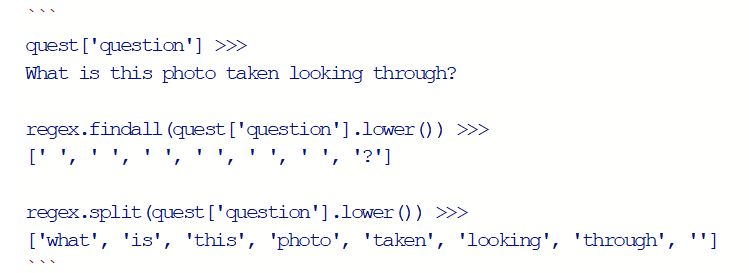 ```
quest['question'] >>>
What is this photo taken looking through?
regex.findall(quest['question'].lower()) >>>
[' ', ' ', ' ', ' ', ' ', ' ', '?']
regex.split(quest['question'].lower()) >>>
['what', 'is', 'this', 'photo', 'taken', 'looking', 'through', '']
```